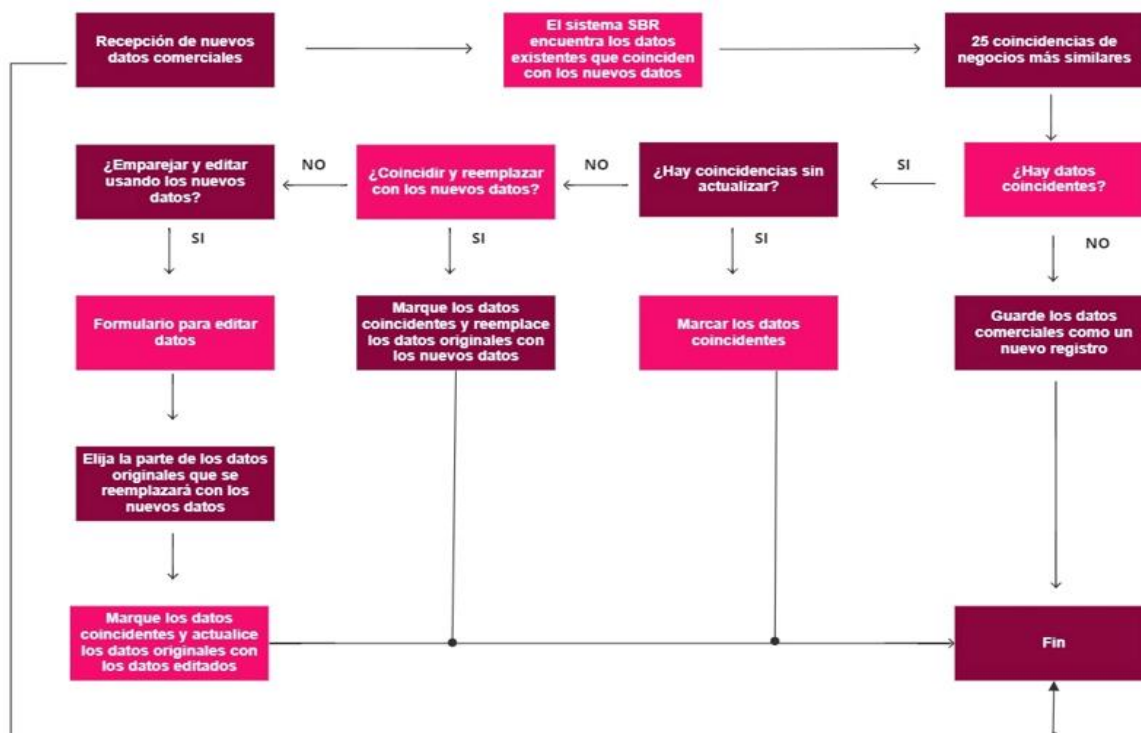 Recepción de nuevos
datos comerciales
El sistema SBR
encuentra los datos
existentes que coinciden
con los nuevos datos
25 coincidencias de
negocios más similares
¿Emparejar y editar
usando los nuevos
datos?
NO
¿Coincidir y reemplazar
con los nuevos datos?
NO
¿Hay coincidencias sin
actualizar?
SI
¿Hay datos
coincidentes?
SI
SI
SI
NO
Formulario para editar
datos
Marque los datos
coincidentes y reemplace
los datos originales con
los nuevos datos
Marcar los datos
coincidentes
Guarde los datos
comerciales como un
nuevo registro
Elija la parte de los datos
originales que se
reemplazará con los
nuevos datos
Marque los datos
coincidentes y actualice
los datos originales con
los datos editados
Fin